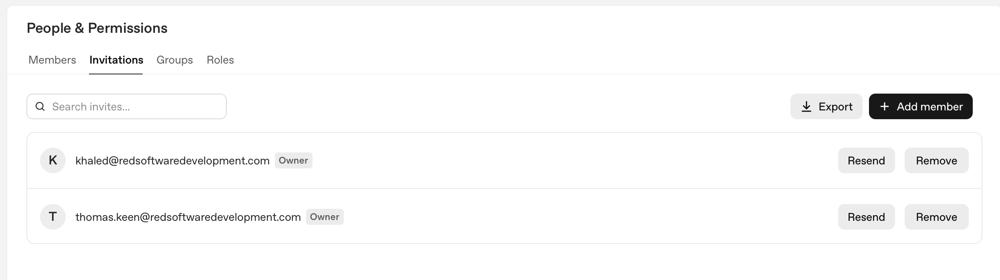 People & Permissions
Members Invitations Groups Roles
Search invites...
Export
Add member
K khaled@redsoftwaredevelopment.com Owner Resend Remove
T thomas.keen@redsoftwaredevelopment.com Owner Resend Remove